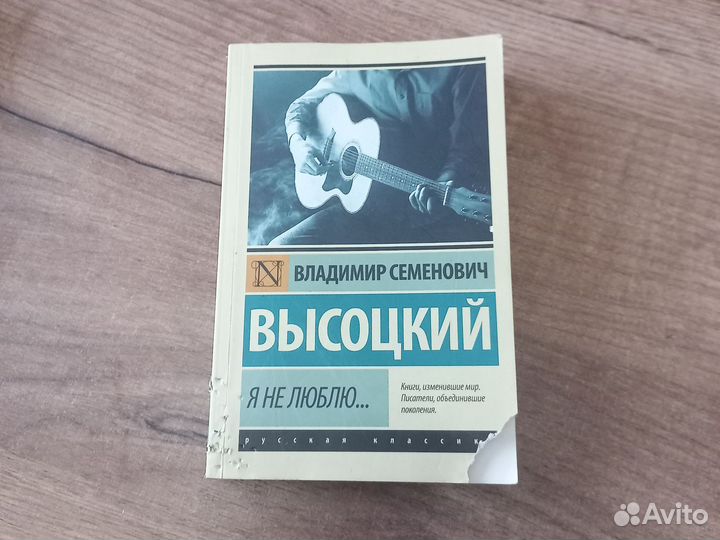 N
ВЛАДИМИР СЕМЕНОВИЧ
ВЫСОЦКИЙ
Я НЕ ЛЮБЛЮ...
Книги, изменившие мир.
Писатели, объединившие
поколения.
русская классик
Avito